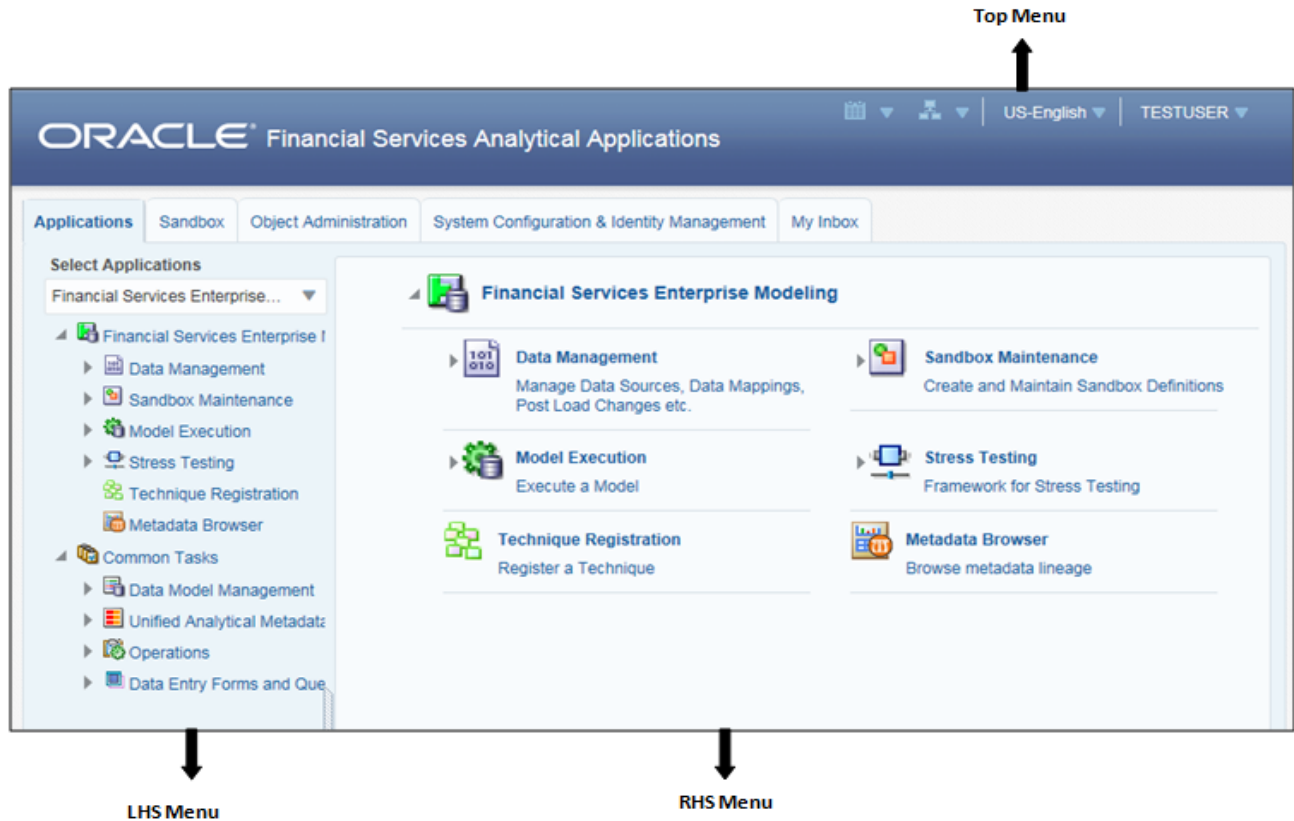 Top Menu
US-English
TESTUSER
ORACLE Financial Services Analytical Applications
Applications
Sandbox
Object Administration
System Configuration & Identity Management
My Inbox
Select Applications
Financial Services Enterprise...
Financial Services Enterprise
Data Management
Sandbox Maintenance
Model Execution
Stress Testing
Technique Registration
Metadata Browser
Common Tasks
Data Model Management
Unified Analytical Metadata
Operations
Data Entry Forms and Que
Financial Services Enterprise Modeling
Data Management
Manage Data Sources, Data Mappings,
Post Load Changes etc.
Sandbox Maintenance
Create and Maintain Sandbox Definitions
Model Execution
Execute a Model
Stress Testing
Framework for Stress Testing
Technique Registration
Register a Technique
Metadata Browser
Browse metadata lineage
LHS Menu
RHS Menu